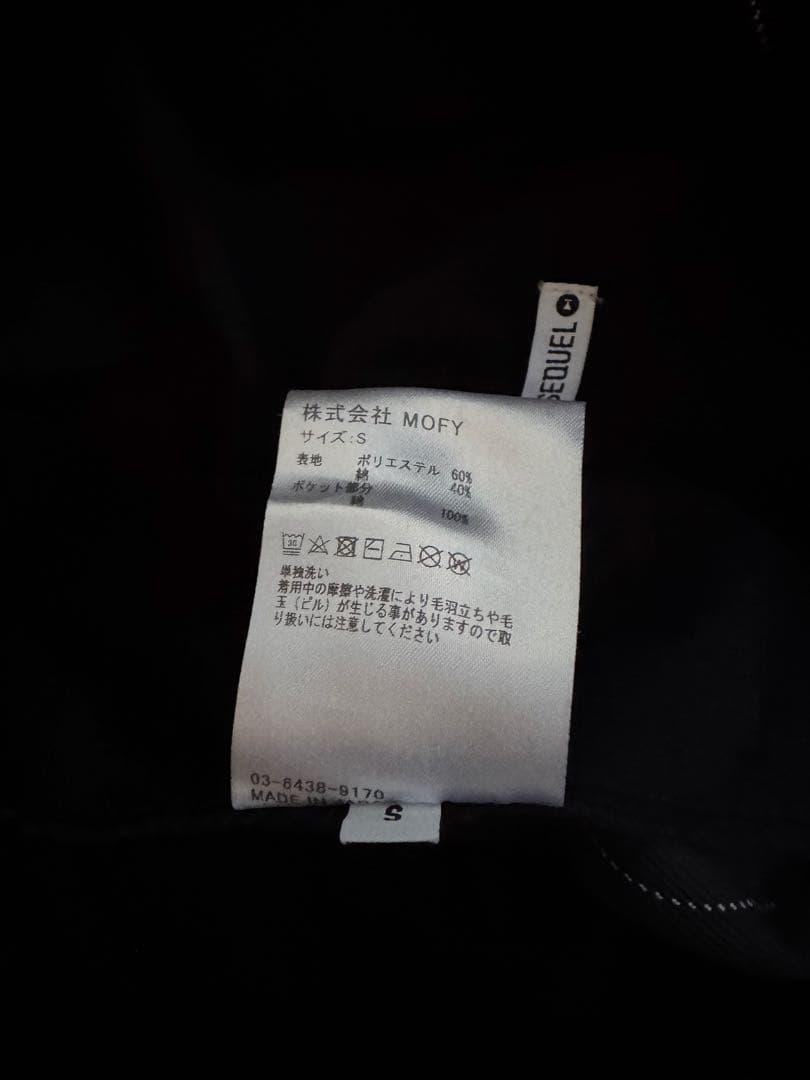 SEQUEL
株式会社 MOFY
サイズ:S
表地 ポリエステル 60%
綿 40%
ポケット部分
綿 100%
30
W
単独洗い
着用中の摩擦や洗濯により毛羽立ちや毛
玉(ピル)が生じる事がありますので取
り扱いには注意してください
03-6438-9170
MADE IN
S